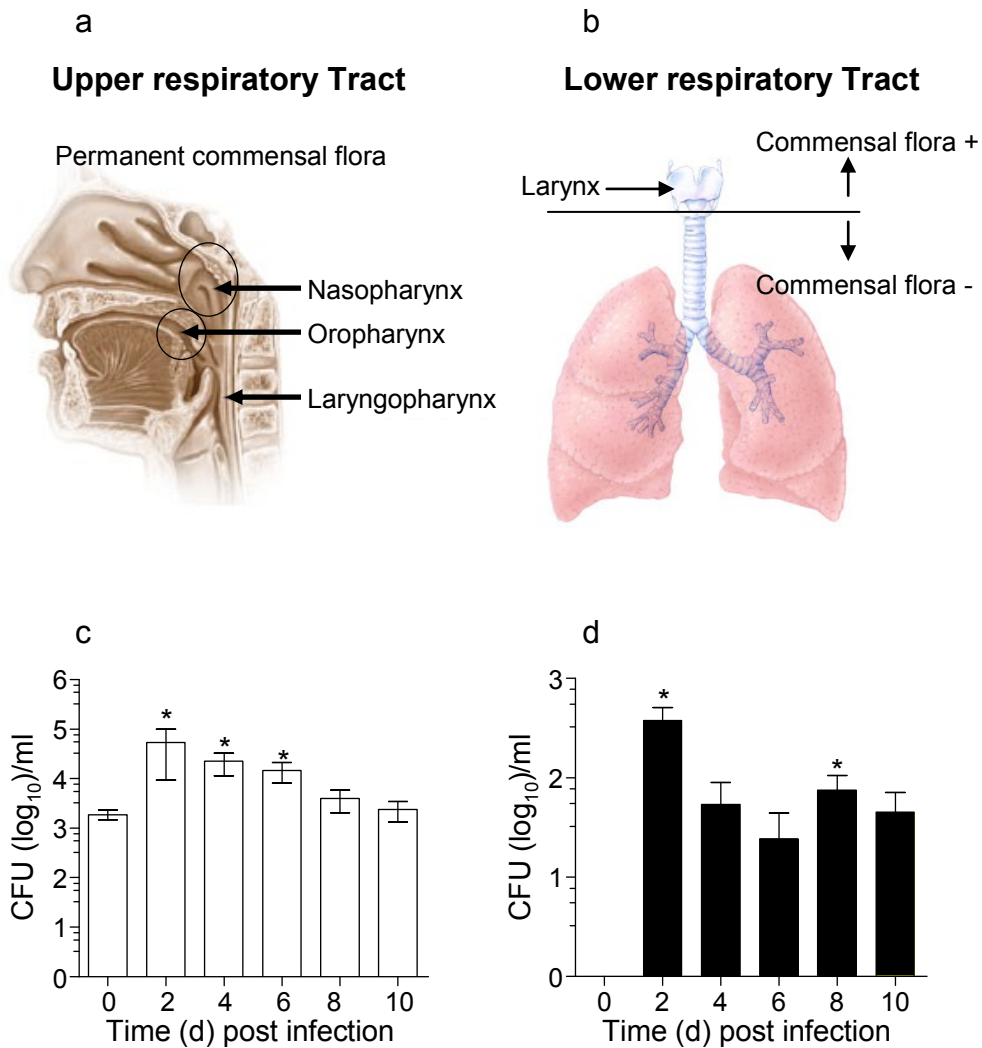 a
Upper respiratory Tract
Permanent commensal flora
Nasopharynx
Oropharynx
Laryngopharynx
b
Lower respiratory Tract
Commensal flora +
Larynx
Commensal flora -
c
CFU (log10)/ml
6
5
4
3
2
1
0
* * *
0 2 4 6 8 10
Time (d) post infection
d
CFU (log10)/ml
3
2
1
0
* *
0 2 4 6 8 10
Time (d) post infection